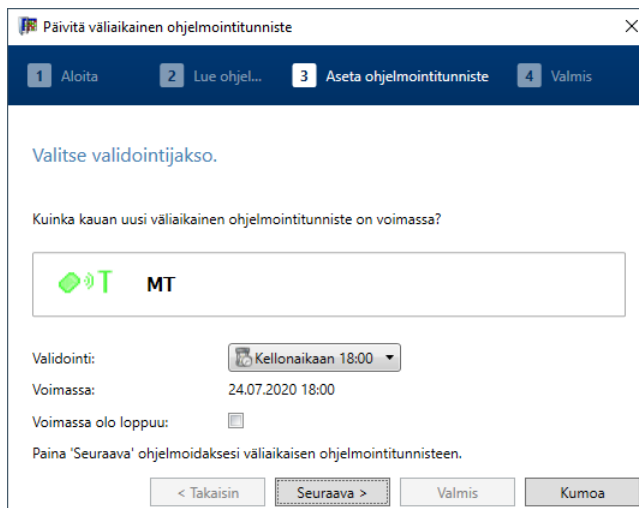 Päivitä väliaikainen ohjelmointitunniste
1 Aloita 2 Lue ohjel... 3 Aseta ohjelmointitunniste 4 Valmis
Valitse validointijakso.
Kuinka kauan uusi väliaikainen ohjelmointitunniste on voimassa?
T MT
Validointi: Kellonaikaan 18:00
Voimassa: 24.07.2020 18:00
Voimassa olo loppuu:
Paina 'Seuraava' ohjelmoidaksesi väliaikaisen ohjelmointitunnisteen.
< Takaisin Seuraava > Valmis Kumoa